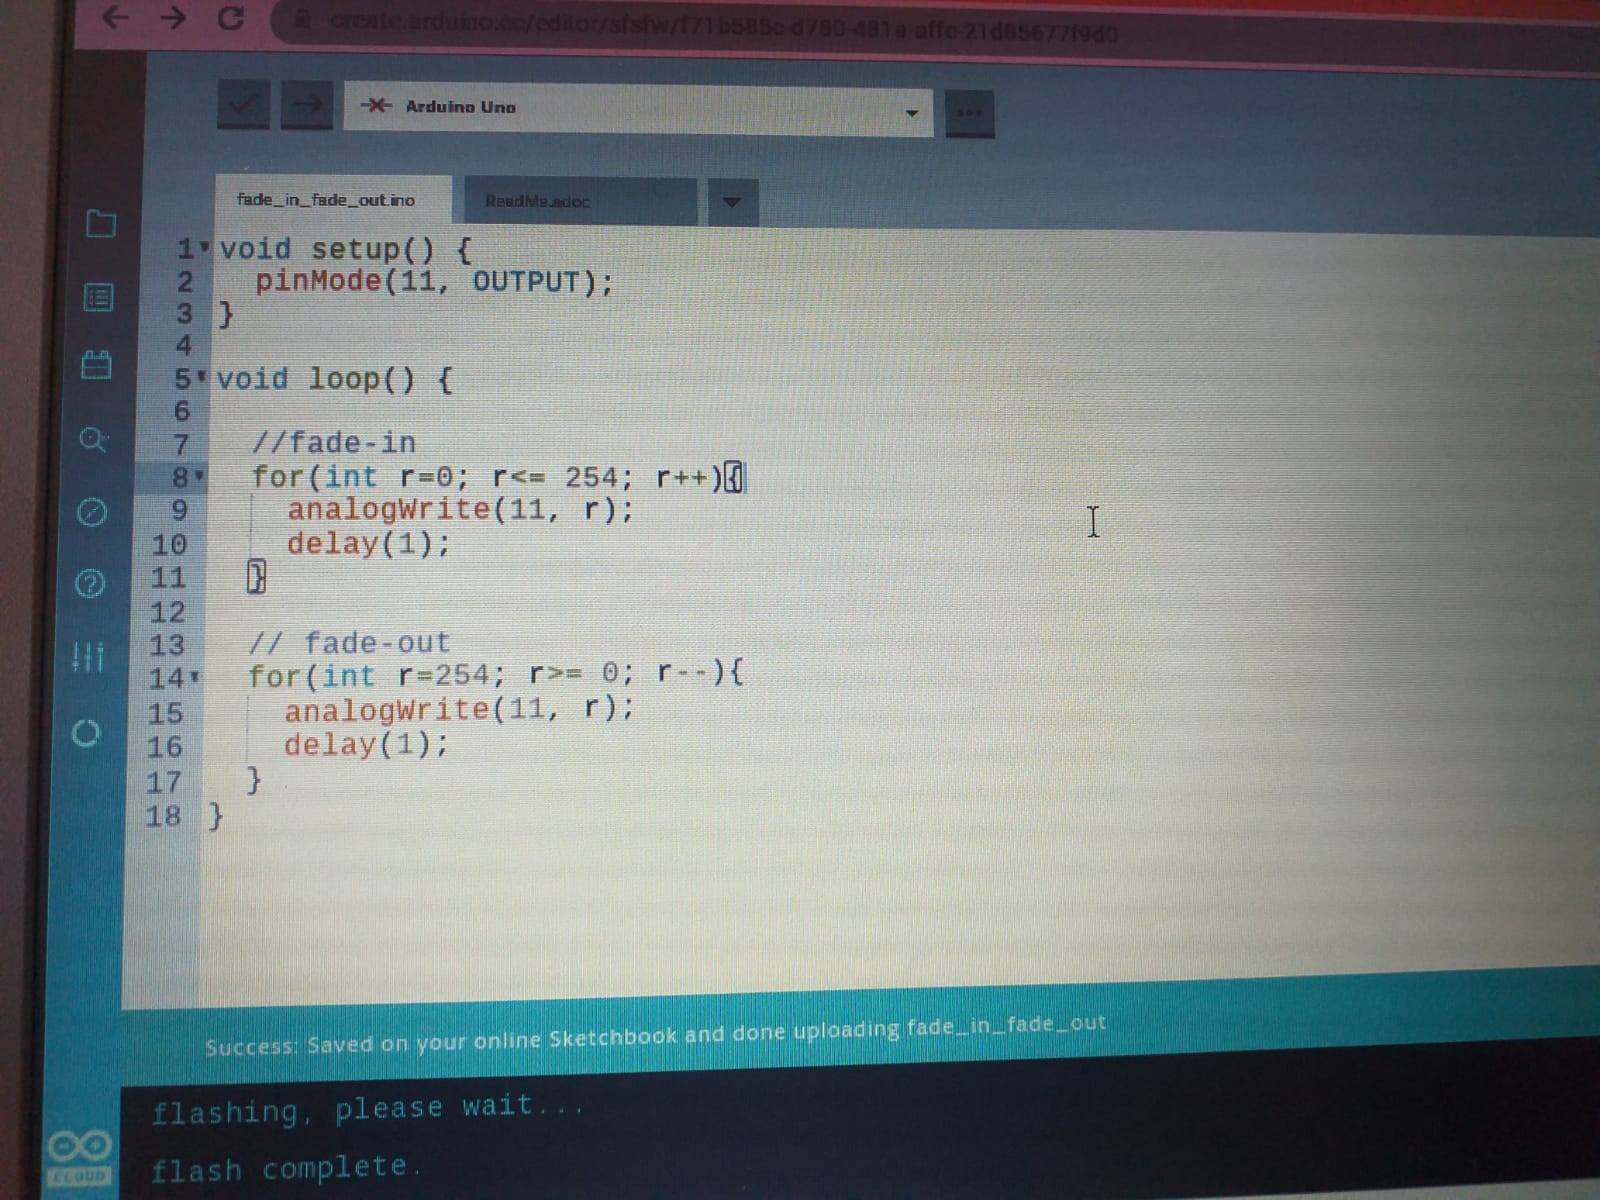 create.arduino.cc/editor/sfsfw/f71b585c-d780-481a-affe-21d85677f9d0
Arduino Uno
fade_in_fade_out.ino
ReadMe.adoc
1 void setup() {
2 pinMode(11, OUTPUT);
3 }
4
5 void loop() {
6
7 //fade-in
8 for(int r=0; r<= 254; r++){
9 analogWrite(11, r);
10 delay(1);
11 }
12
13 // fade-out
14 for(int r=254; r>= 0; r--){
15 analogWrite(11, r);
16 delay(1);
17 }
18 }
Success: Saved on your online Sketchbook and done uploading fade_in_fade_out
flashing, please wait...
flash complete.
CLOUD